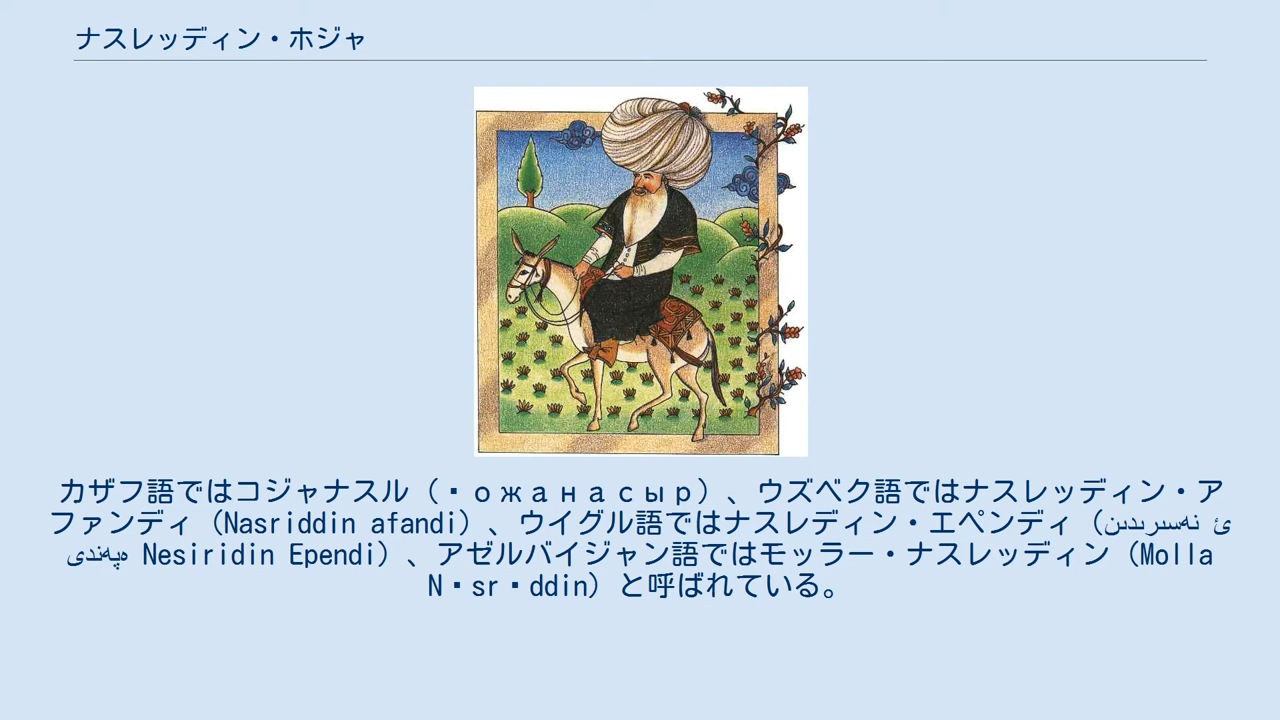 ナスレッディン・ホジャ
カザフ語ではコジャナスル（・ожанасыр）、ウズベク語ではナスレッディン・ア
ファンディ（Nasriddin afandi）、ウイグル語ではナスレディン・エペンディ（نەسىرىدىن ئ
ەپەندى Nesiridin Ependi）、アゼルバイジャン語ではモッラー・ナスレッディン（Molla
N・sr・ddin）と呼ばれている。